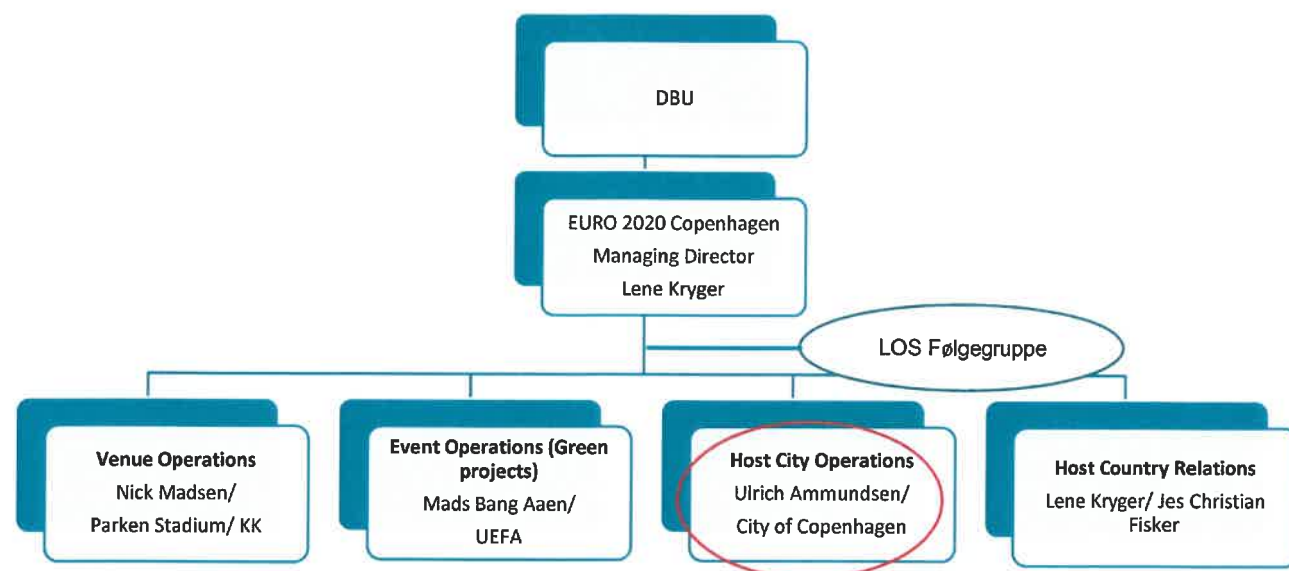 DBU
EURO 2020 Copenhagen
Managing Director
Lene Kryger
LOS Følgegruppe
Venue Operations
Nick Madsen/
Parken Stadium/ KK
Event Operations (Green
projects)
Mads Bang Aaen/
UEFA
Host City Operations
Ulrich Ammundsen/
City of Copenhagen
Host Country Relations
Lene Kryger/ Jes Christian
Fisker